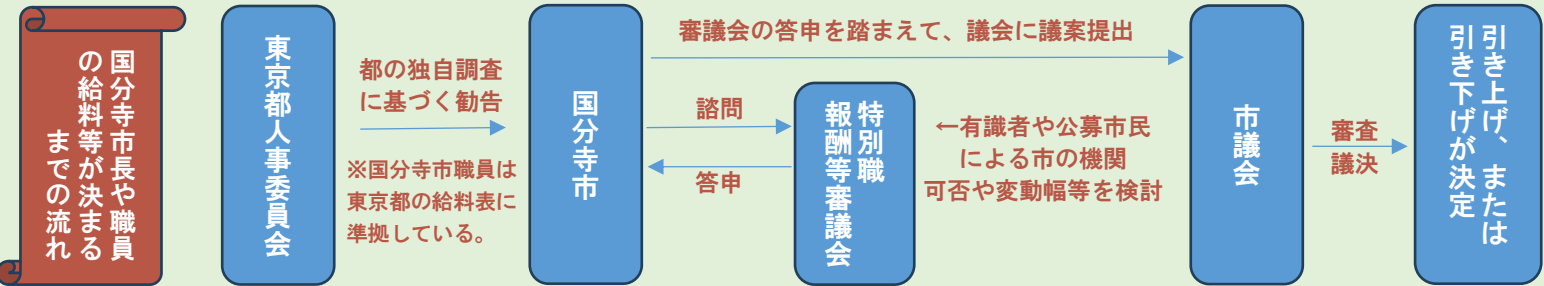 国分寺市長や職員
の給料等が決まる
までの流れ
東京都人事委員会
都の独自調査
に基づく勧告
※国分寺市職員は
東京都の給料表に
準拠している。
国分寺市
審議会の答申を踏まえて、議会に議案提出
諮問
答申
特別職
報酬等審議会
←有識者や公募市民
による市の機関
可否や変動幅等を検討
市議会
審査
議決
引き上げ、または
引き下げが決定